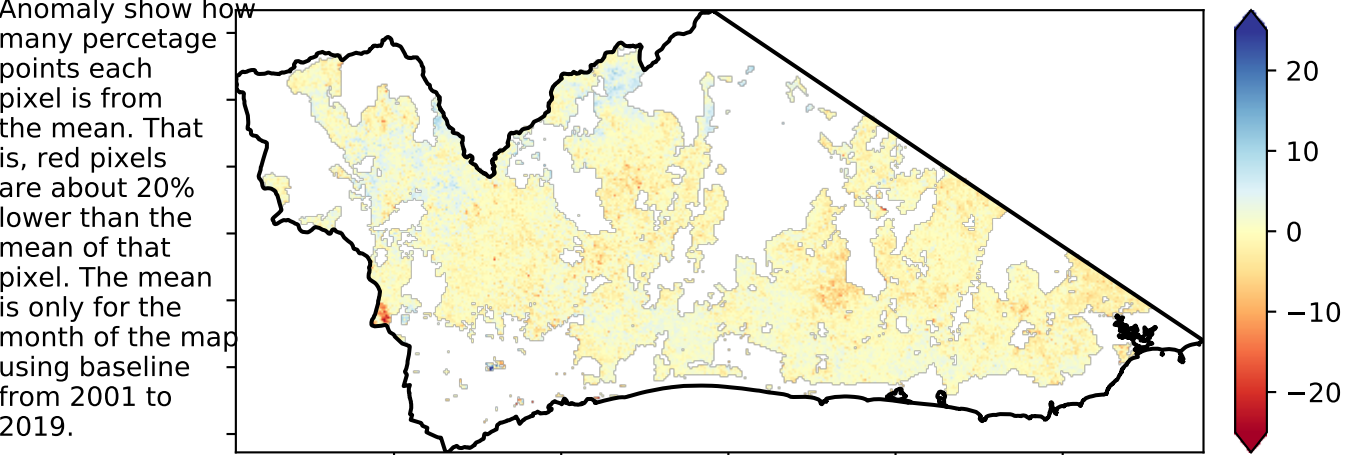 Anomaly show how
many percetage
points each
pixel is from
the mean. That
is, red pixels
are about 20%
lower than the
mean of that
pixel. The mean
is only for the
month of the map
using baseline
from 2001 to
2019.
20
10
0
−10
−20